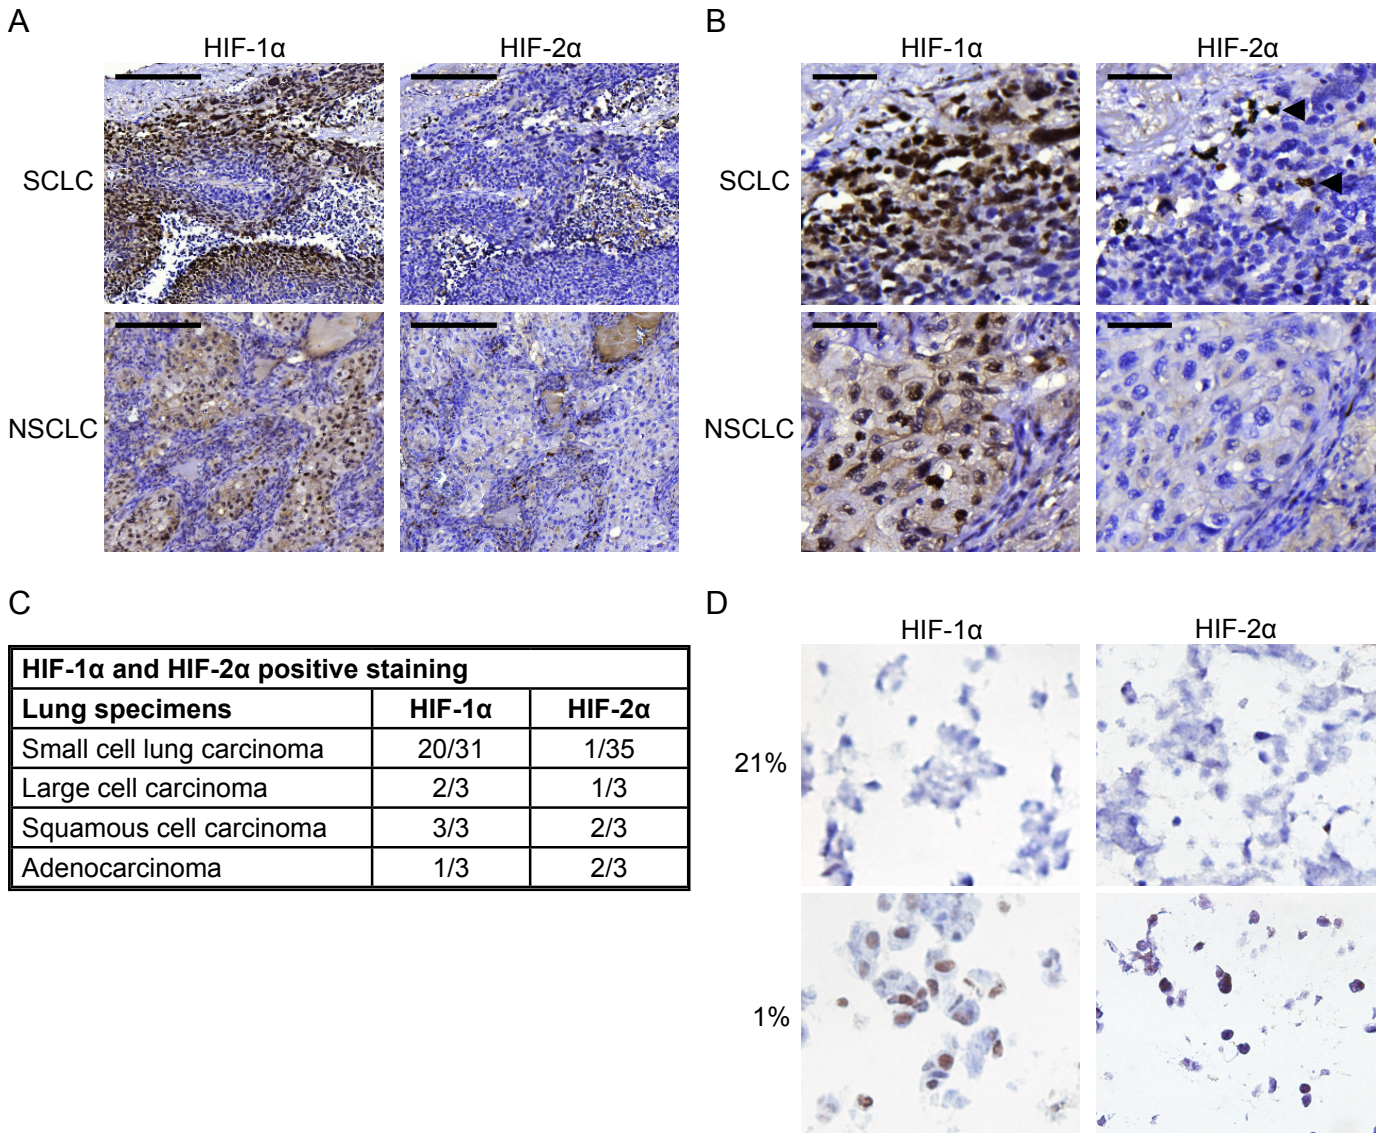 A
HIF-1α HIF-2α
SCLC
NSCLC
B
HIF-1α HIF-2α
SCLC
NSCLC
C
HIF-1α and HIF-2α positive staining
Lung specimens HIF-1α HIF-2α
Small cell lung carcinoma 20/31 1/35
Large cell carcinoma 2/3 1/3
Squamous cell carcinoma 3/3 2/3
Adenocarcinoma 1/3 2/3
D
HIF-1α HIF-2α
21%
1%